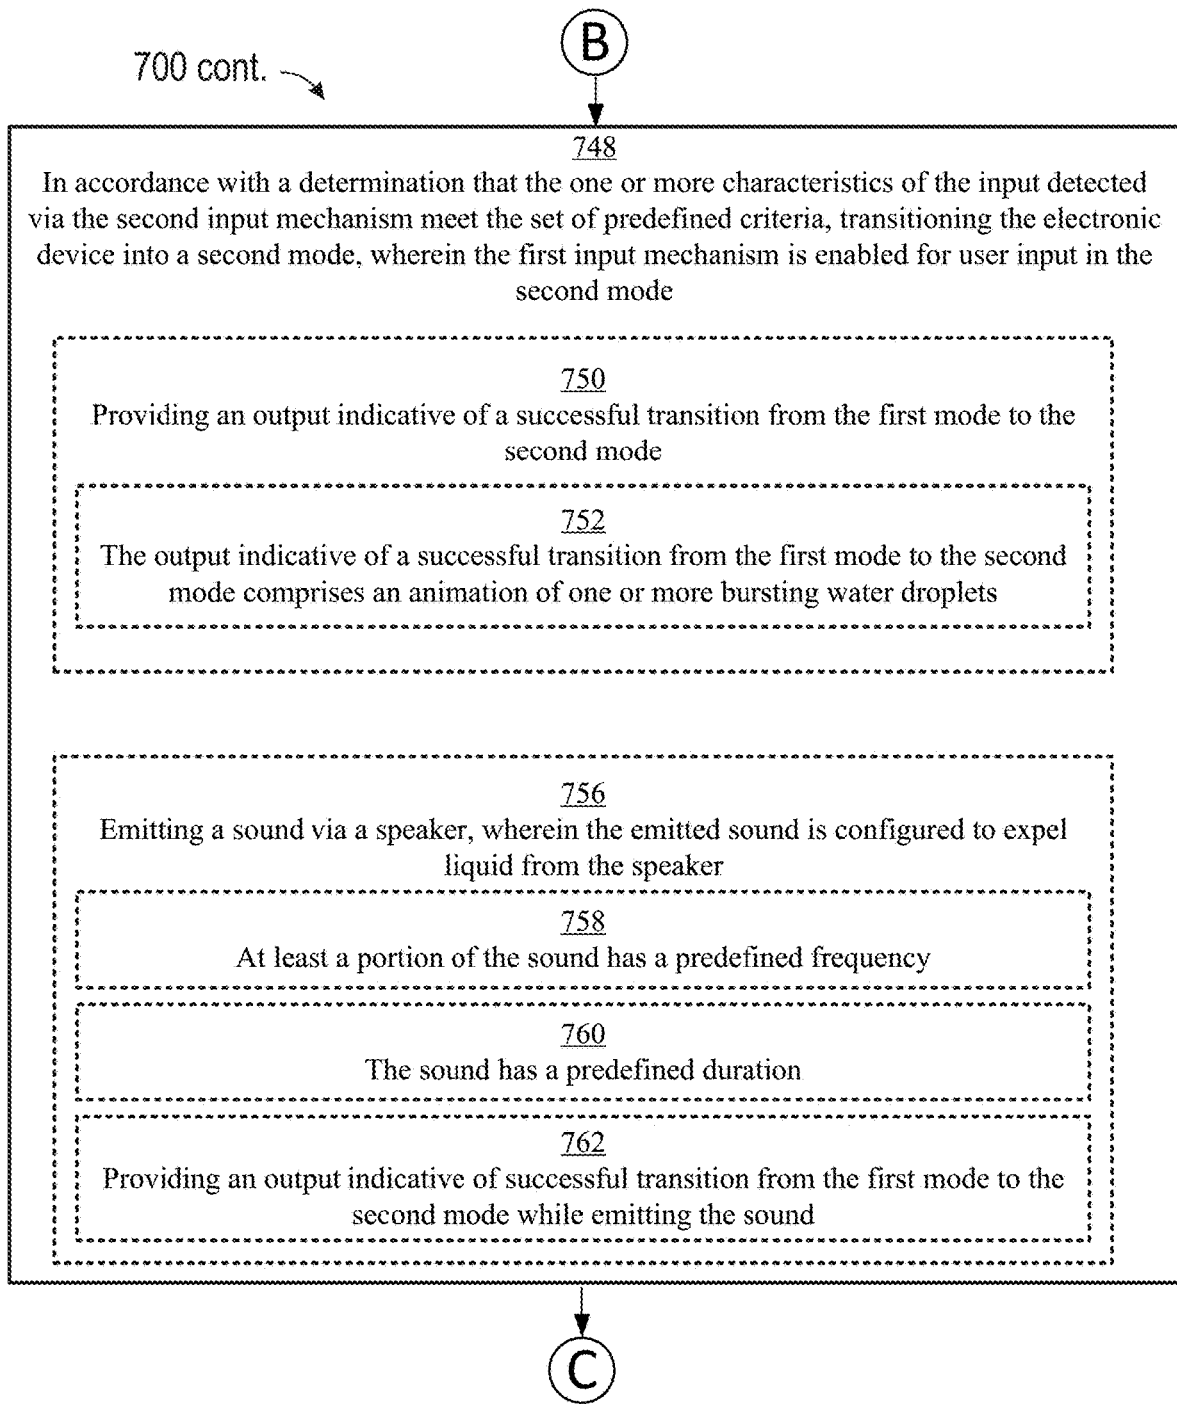 B
700 cont.
748
In accordance with a determination that the one or more characteristics of the input detected
via the second input mechanism meet the set of predefined criteria, transitioning the electronic
device into a second mode, wherein the first input mechanism is enabled for user input in the
second mode
750
Providing an output indicative of a successful transition from the first mode to the
second mode
752
The output indicative of a successful transition from the first mode to the second
mode comprises an animation of one or more bursting water droplets
756
Emitting a sound via a speaker, wherein the emitted sound is configured to expel
liquid from the speaker
758
At least a portion of the sound has a predefined frequency
760
The sound has a predefined duration
762
Providing an output indicative of successful transition from the first mode to the
second mode while emitting the sound
C